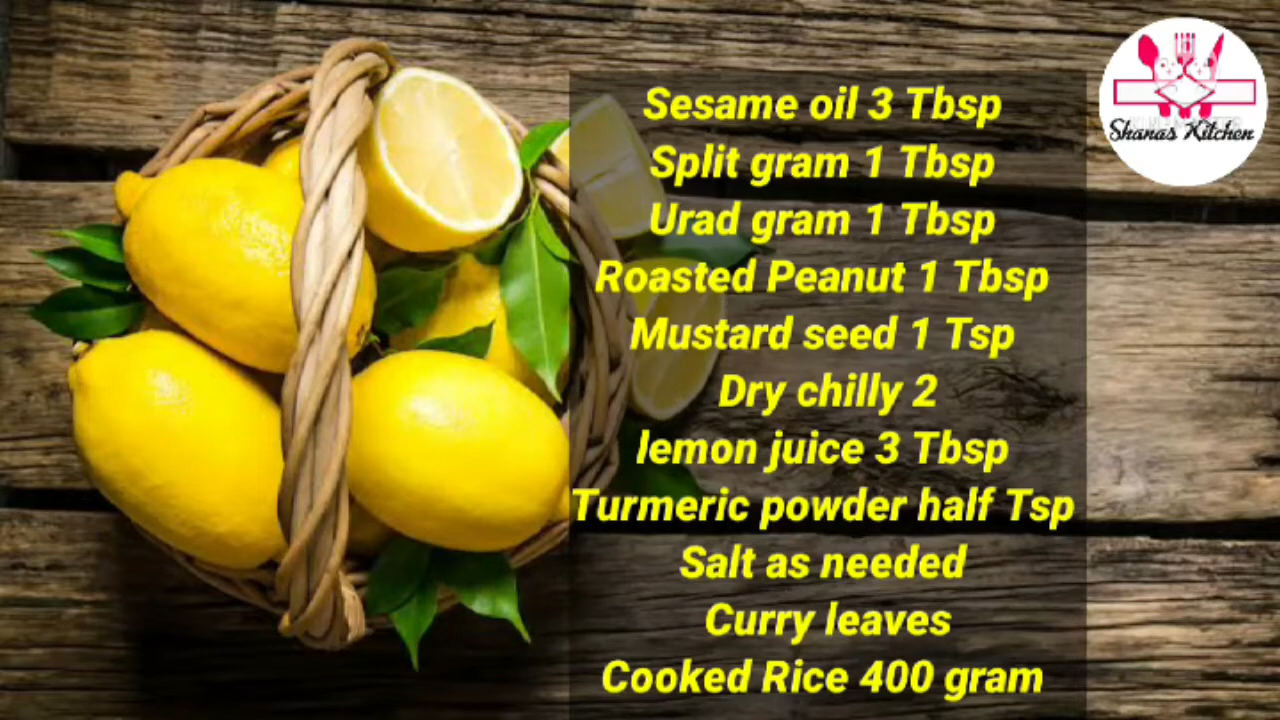 Sesame oil 3 Tbsp
Split gram 1 Tbsp
Urad gram 1 Tbsp
Roasted Peanut 1 Tbsp
Mustard seed 1 Tsp
Dry chilly 2
lemon juice 3 Tbsp
Turmeric powder half Tsp
Salt as needed
Curry leaves
Cooked Rice 400 gram
Shanas Kitchen